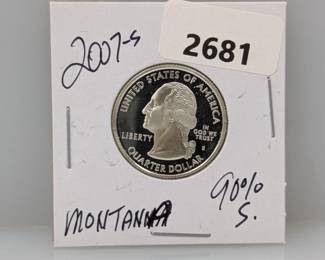 2007-S
2681
UNITED STATES OF AMERICA
LIBERTY
IN
GOD WE
TRUST
S
QUARTER DOLLAR
MONTANA
90%
S.